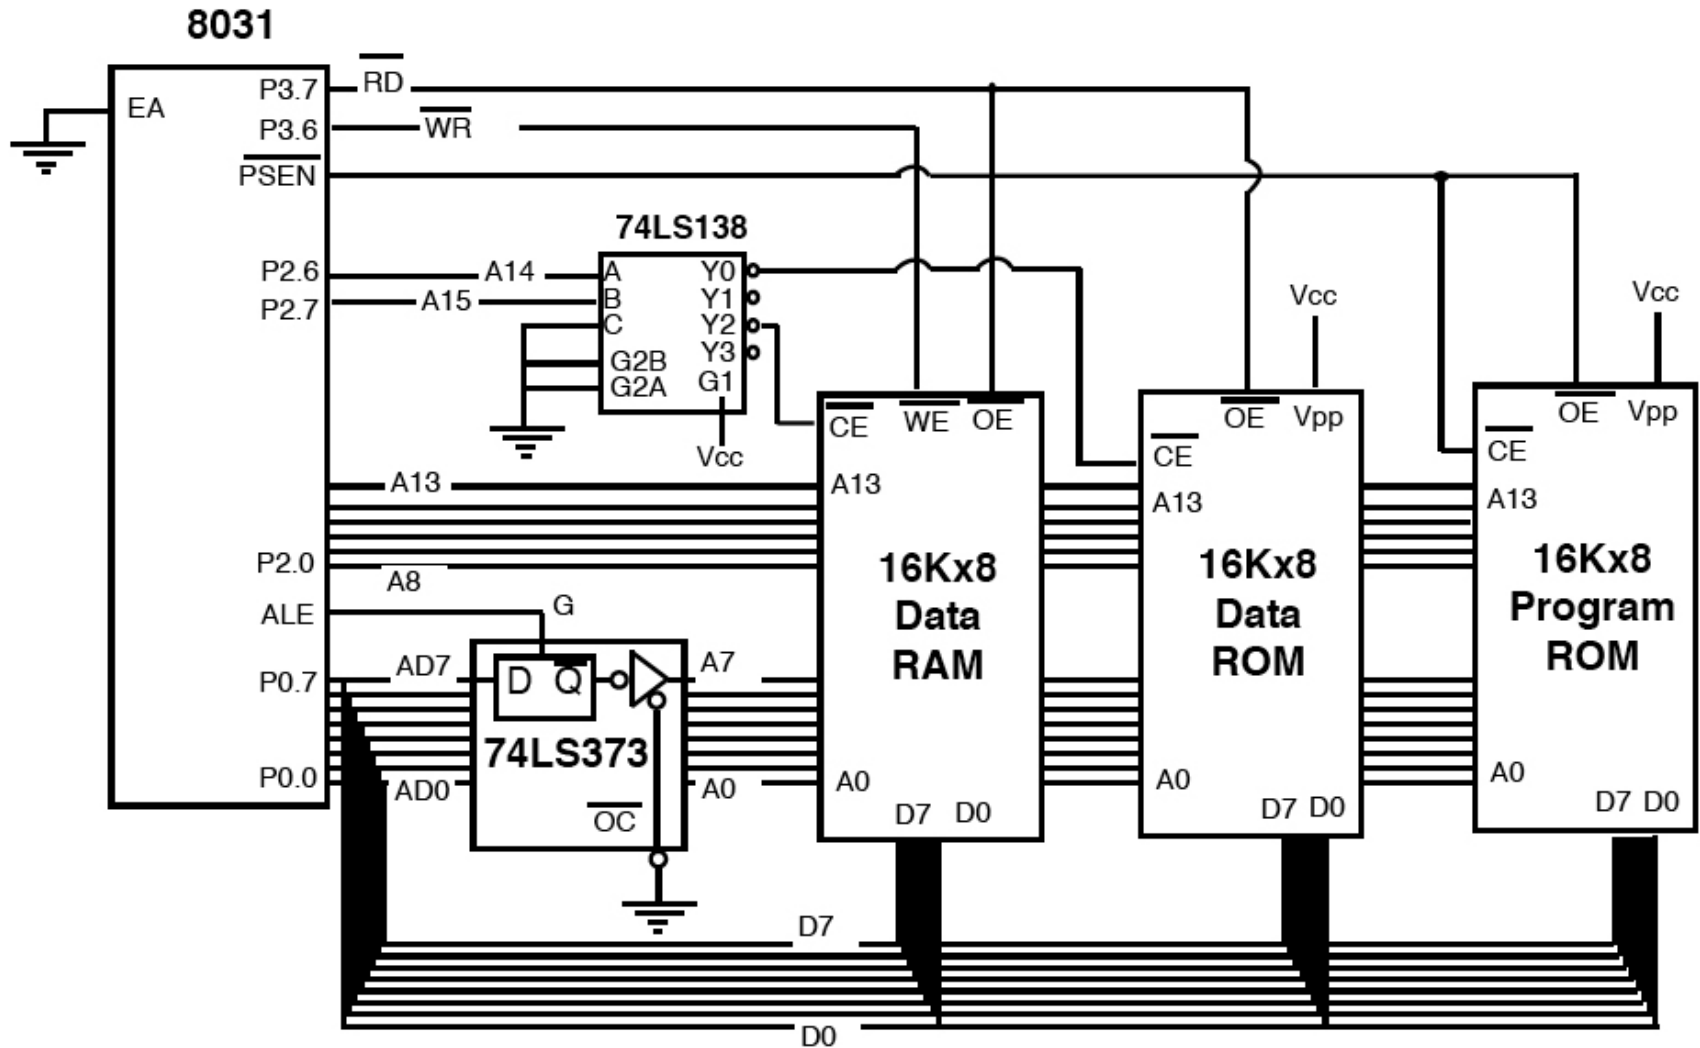 8031
EA
P3.7
RD
P3.6
WR
PSEN
74LS138
P2.6
A14
A
Y0
P2.7
A15
B
Y1
C
Y2
Y3
G2B
G2A
G1
Vcc
Vcc
Vcc
CE
WE
OE
OE
Vpp
OE
Vpp
CE
CE
A13
A13
A13
A13
P2.0
A8
16Kx8
Data
RAM
16Kx8
Data
ROM
16Kx8
Program
ROM
ALE
G
P0.7
AD7
D
Q
A7
74LS373
P0.0
AD0
OC
A0
A0
A0
A0
D7 D0
D7 D0
D7 D0
D7
D0